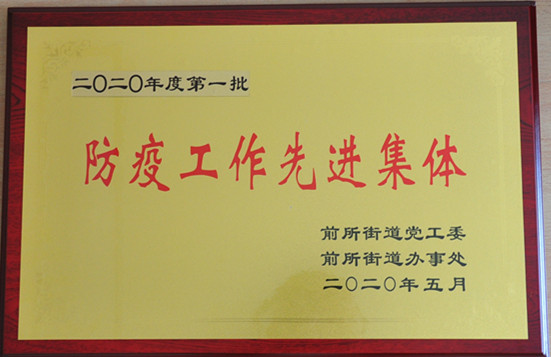 二〇二〇年度第一批
防疫工作先进集体
前所街道党工委
前所街道办事处
二〇二〇年五月